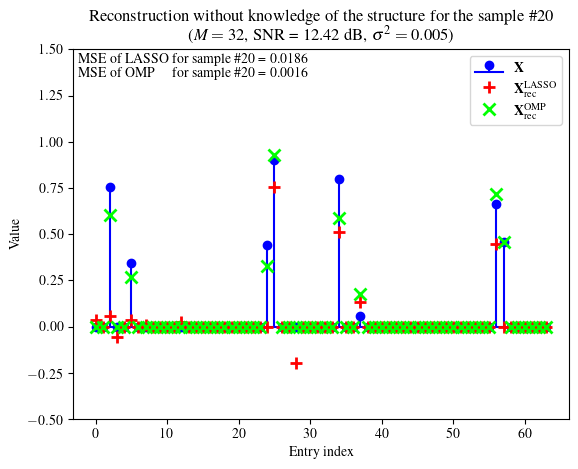 Reconstruction without knowledge of the structure for the sample #20
(M = 32, SNR = 12.42 dB, σ² = 0.005)
MSE of LASSO for sample #20 = 0.0186
MSE of OMP for sample #20 = 0.0016
X
X_rec^LASSO
X_rec^OMP
1.50
1.25
1.00
0.75
0.50
0.25
0.00
−0.25
−0.50
Value
0 10 20 30 40 50 60
Entry index